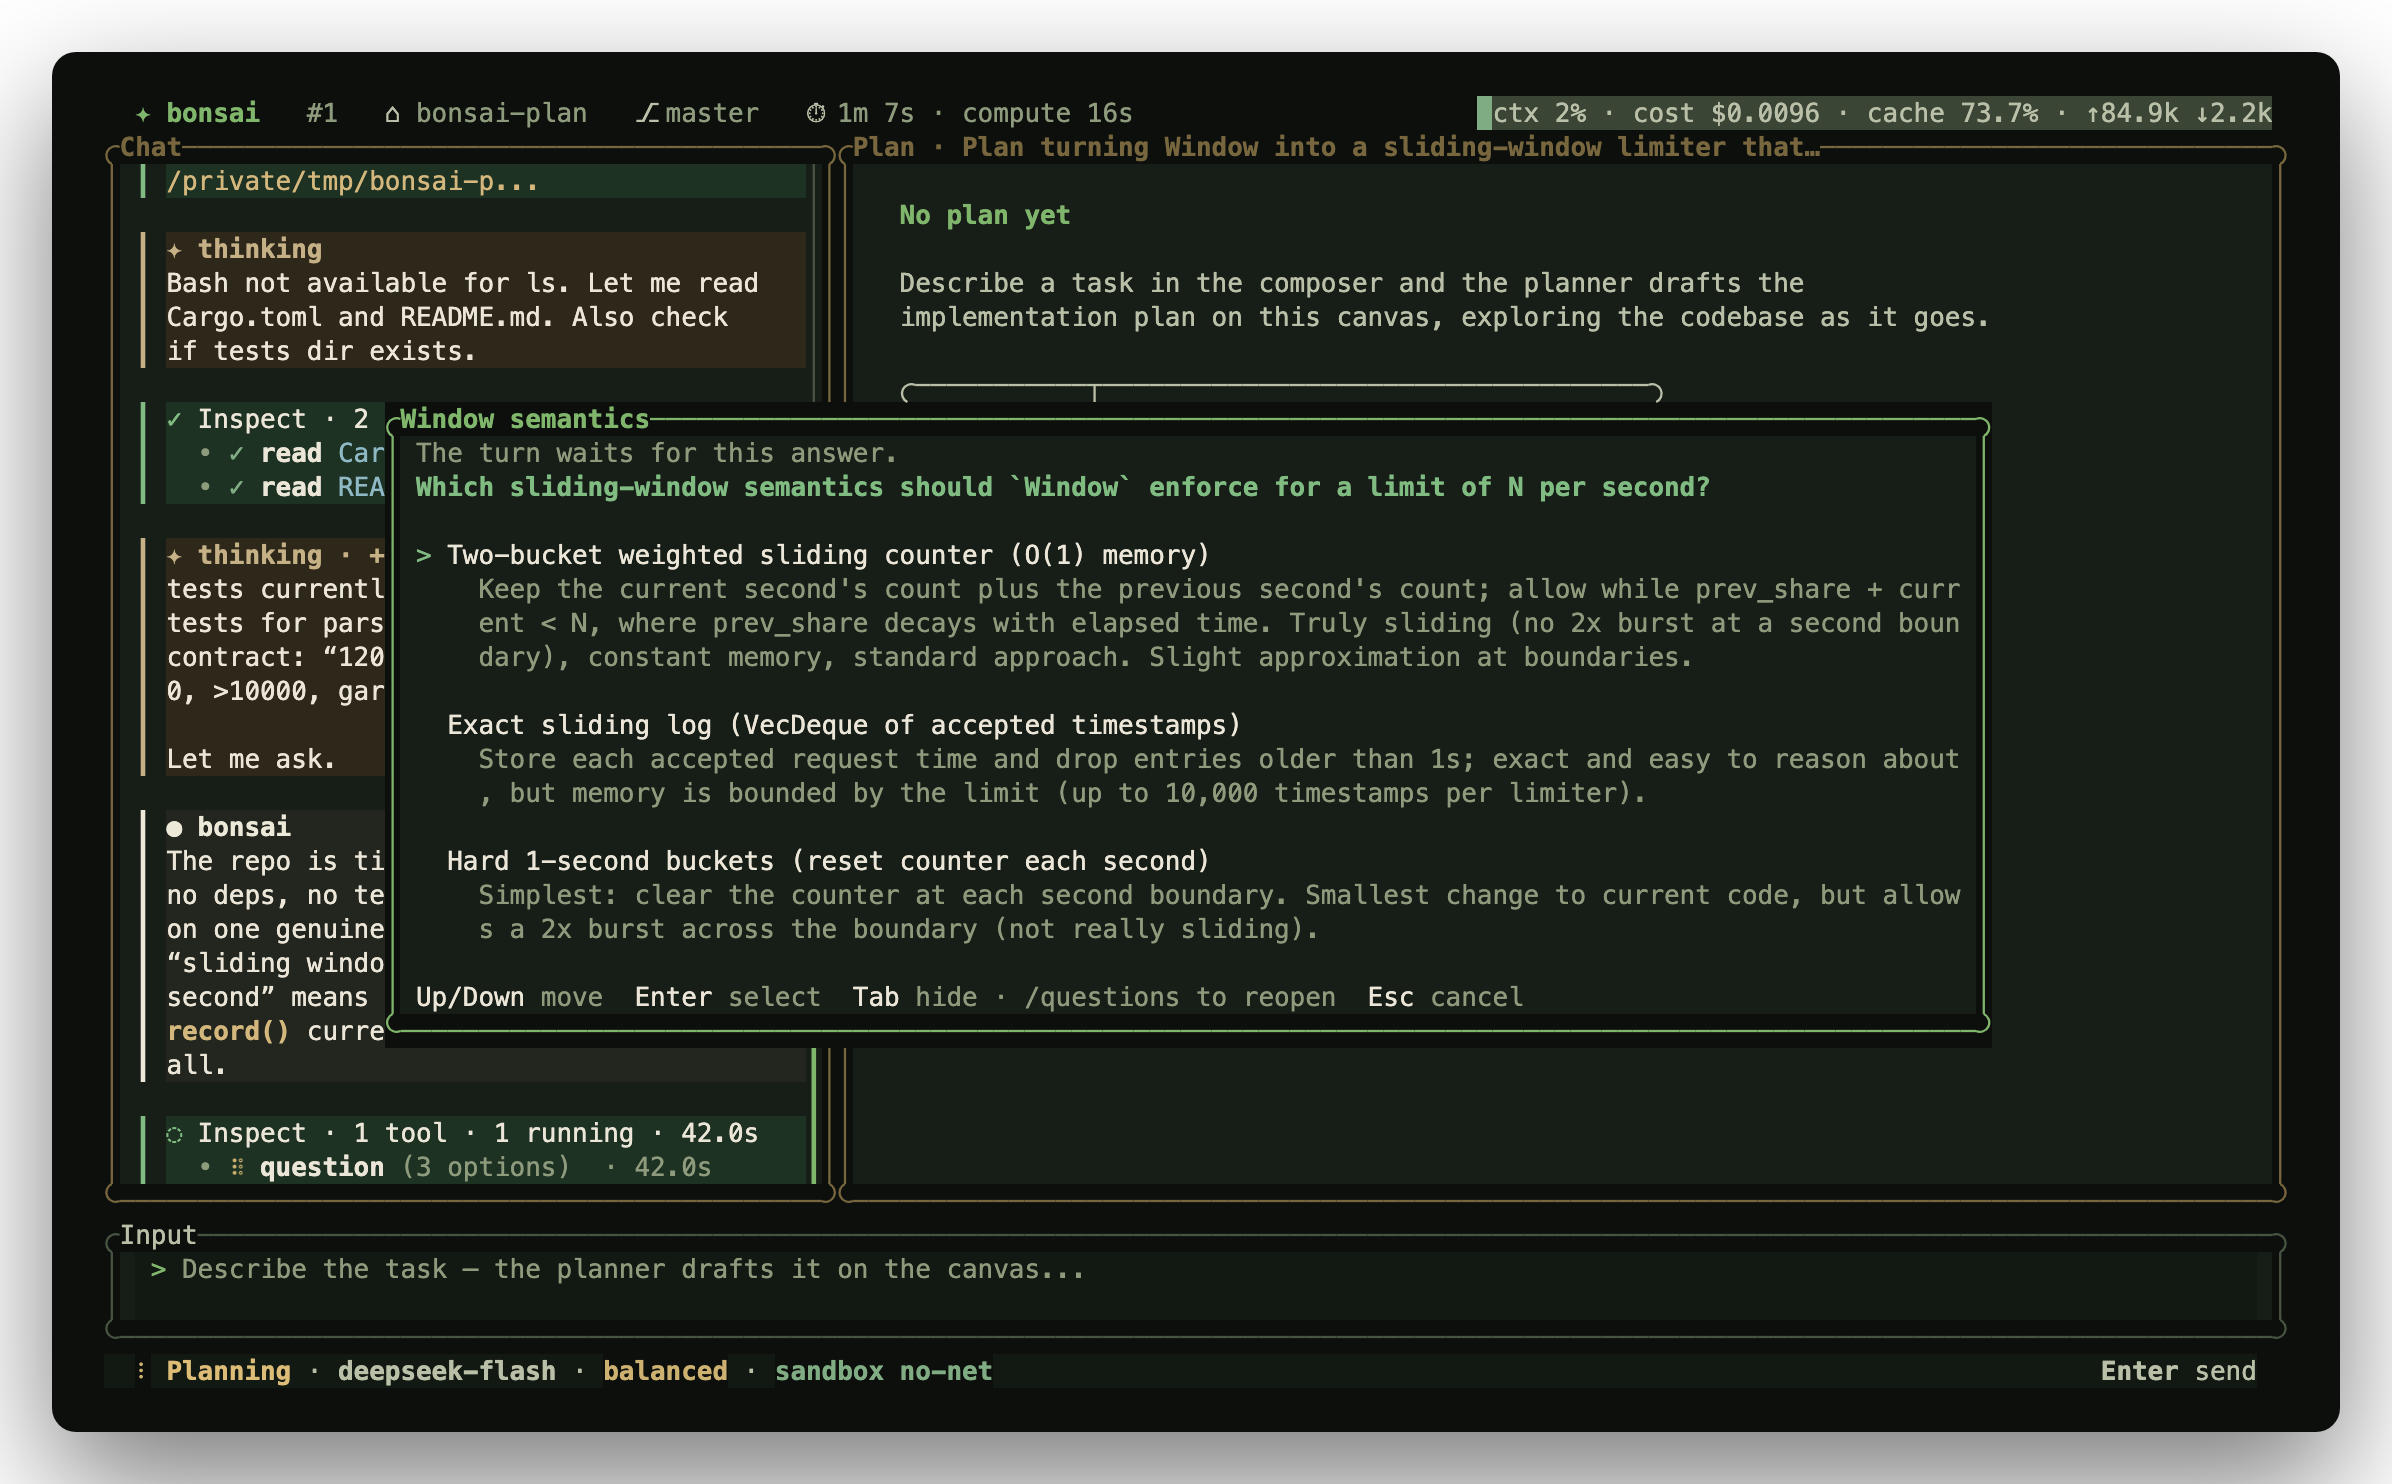 ✦ bonsai #1 ⌂ bonsai-plan ⎇ master ⏱ 1m 7s · compute 16s ctx 2% · cost $0.0096 · cache 73.7% · ↑84.9k ↓2.2k
Chat
/private/tmp/bonsai-p...
✦ thinking
Bash not available for ls. Let me read
Cargo.toml and README.md. Also check
if tests dir exists.
✓ Inspect · 2
• ✓ read Car
• ✓ read REA
✦ thinking · +
tests currentl
tests for pars
contract: “120
0, >10000, gar
Let me ask.
● bonsai
The repo is ti
no deps, no te
on one genuine
“sliding windo
second” means
record() curre
all.
Inspect · 1 tool · 1 running · 42.0s
• ⠿ question (3 options) · 42.0s
Plan · Plan turning Window into a sliding-window limiter that…
No plan yet
Describe a task in the composer and the planner drafts the
implementation plan on this canvas, exploring the codebase as it goes.
Window semantics
The turn waits for this answer.
Which sliding-window semantics should `Window` enforce for a limit of N per second?
> Two-bucket weighted sliding counter (O(1) memory)
Keep the current second's count plus the previous second's count; allow while prev_share + curr
ent < N, where prev_share decays with elapsed time. Truly sliding (no 2x burst at a second boun
dary), constant memory, standard approach. Slight approximation at boundaries.
Exact sliding log (VecDeque of accepted timestamps)
Store each accepted request time and drop entries older than 1s; exact and easy to reason about
, but memory is bounded by the limit (up to 10,000 timestamps per limiter).
Hard 1-second buckets (reset counter each second)
Simplest: clear the counter at each second boundary. Smallest change to current code, but allow
s a 2x burst across the boundary (not really sliding).
Up/Down move Enter select Tab hide · /questions to reopen Esc cancel
Input
> Describe the task — the planner drafts it on the canvas...
⠇ Planning · deepseek-flash · balanced · sandbox no-net Enter send